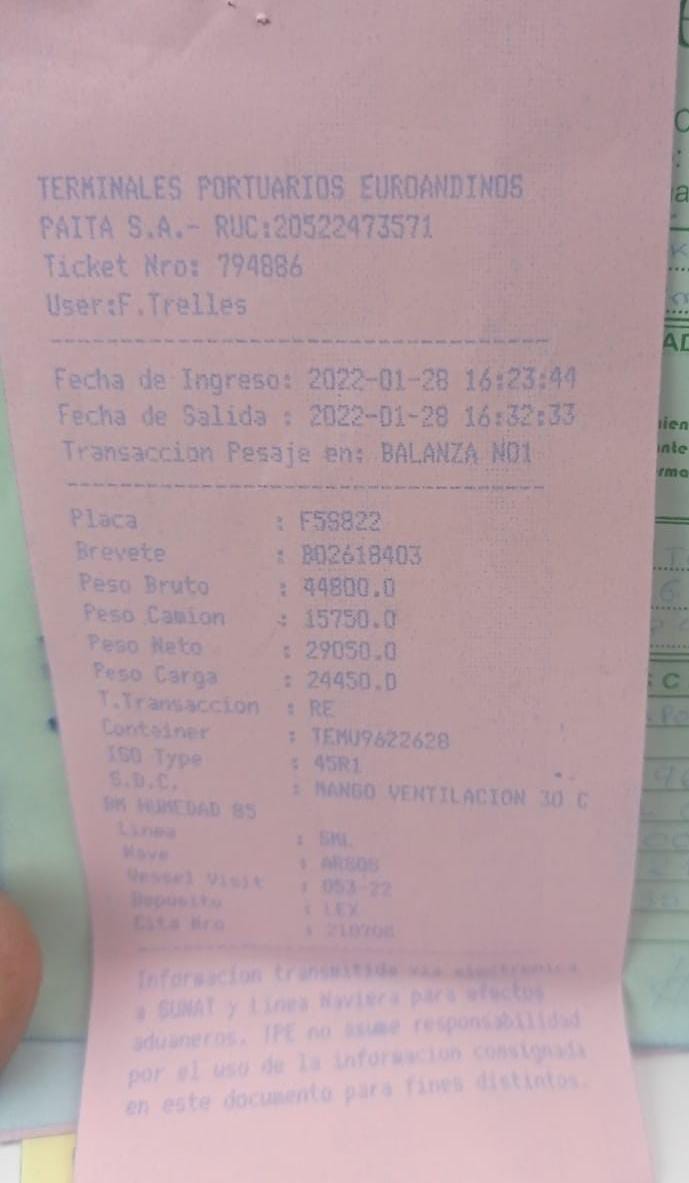 TERMINALES PORTUARIOS EUROANDINOS
PAITA S.A.- RUC:20522473571
Ticket Nro: 794886
User:F.Trelles
Fecha de Ingreso: 2022-01-28 16:23:44
Fecha de Salida : 2022-01-28 16:32:33
Transaccion Pesaje en: BALANZA N01
Placa : F5S822
Brevete : B02618403
Peso Bruto : 44800.0
Peso Camion : 15750.0
Peso Neto : 29050.0
Peso Carga : 24450.0
T.Transaccion : RE
Container : TEMU9622628
ISO Type : 45R1
S.D.C. : MANGO VENTILACION 30 C
BM HUMEDAD 85
Linea : SML
Nave : ARGOS
Vessel Visit : 053-22
Deposito : LEX
Cita Nro : 210708
Informacion transmitida via electronica
a SUNAT y Linea Naviera para efectos
aduaneros. TPE no asume responsabilidad
por el uso de la informacion consignada
en este documento para fines distintos.